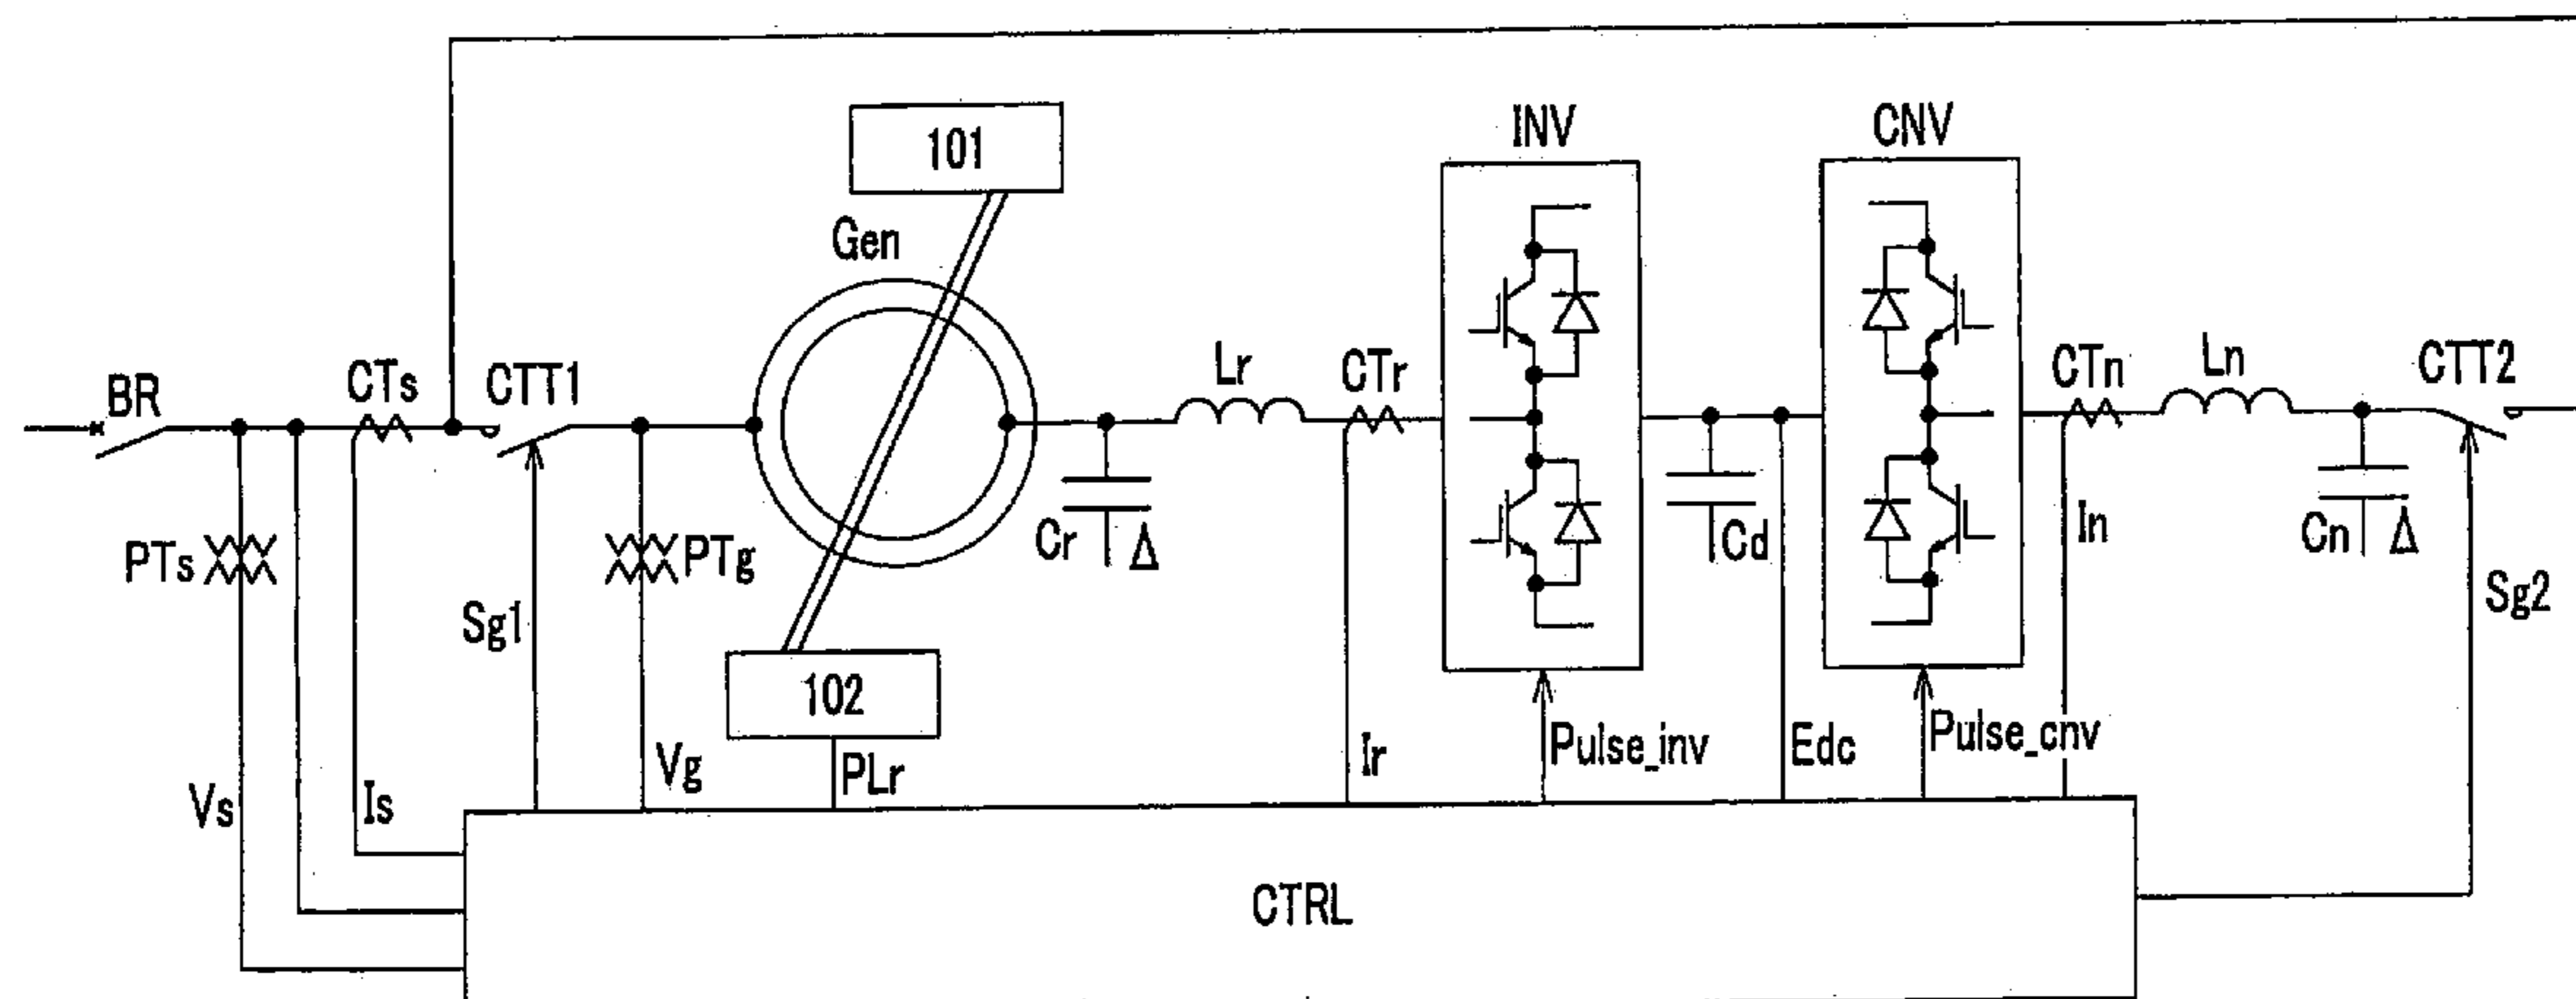 101
INV
CNV
Gen
BR
CTs
CTT1
Lr
CTr
CTn
Ln
CTT2
PTs
PTg
Cr
Δ
Cd
In
Cn
Δ
Sg1
Sg2
102
Vs
Is
Vg
PLr
Ir
Pulse_inv
Edc
Pulse_cnv
CTRL